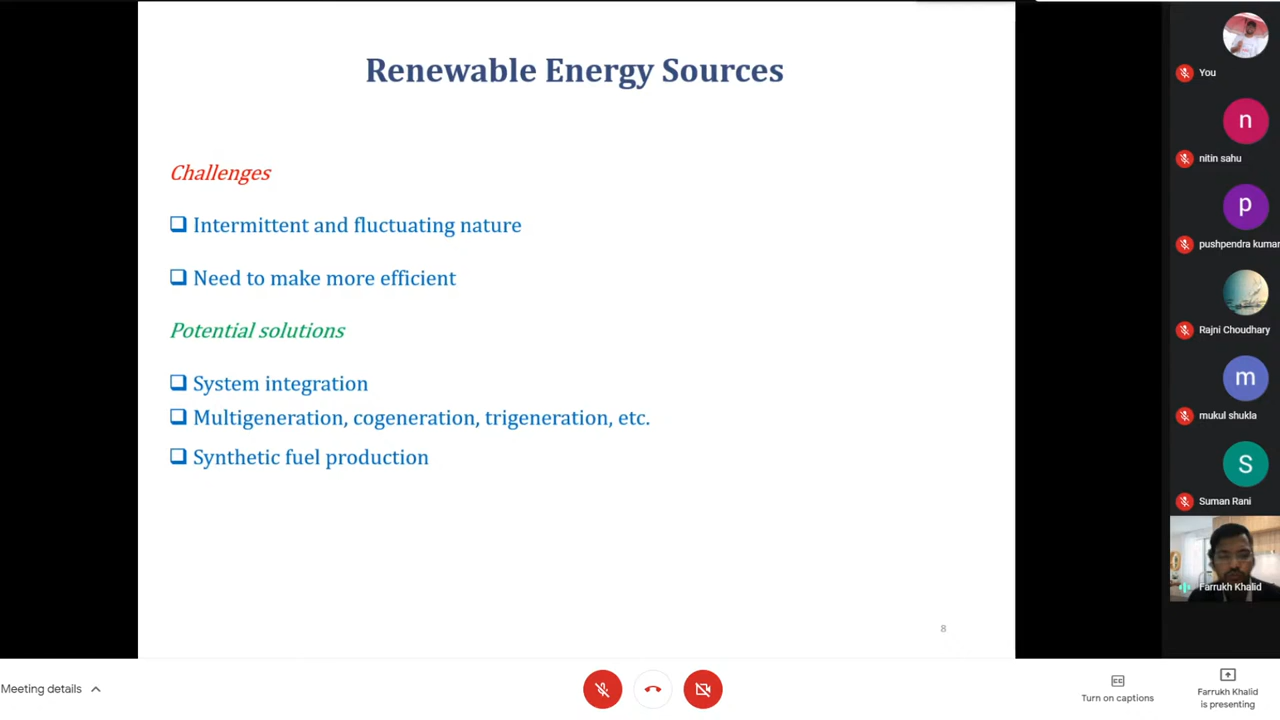 Renewable Energy Sources
Challenges
Intermittent and fluctuating nature
Need to make more efficient
Potential solutions
System integration
Multigeneration, cogeneration, trigeneration, etc.
Synthetic fuel production
8
You
n
nitin sahu
p
pushpendra kumar
Rajni Choudhary
m
mukul shukla
S
Suman Rani
Farrukh Khalid
Meeting details
CC
Turn on captions
Farrukh Khalid
is presenting